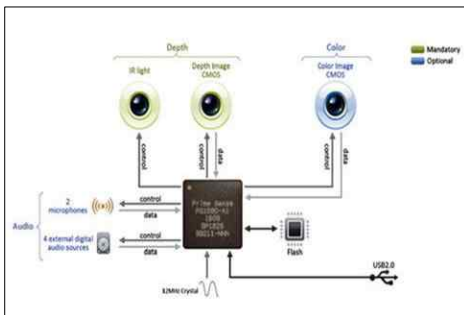 Depth
Color
Mandatory
Optional
IR light
Depth Image
CMOS
Color Image
CMOS
control
control
data
control
data
Prime Sense
Audio
2
microphones
control
data
4 external digital
audio sources
control
data
Flash
USB2.0
12MHz Crystal